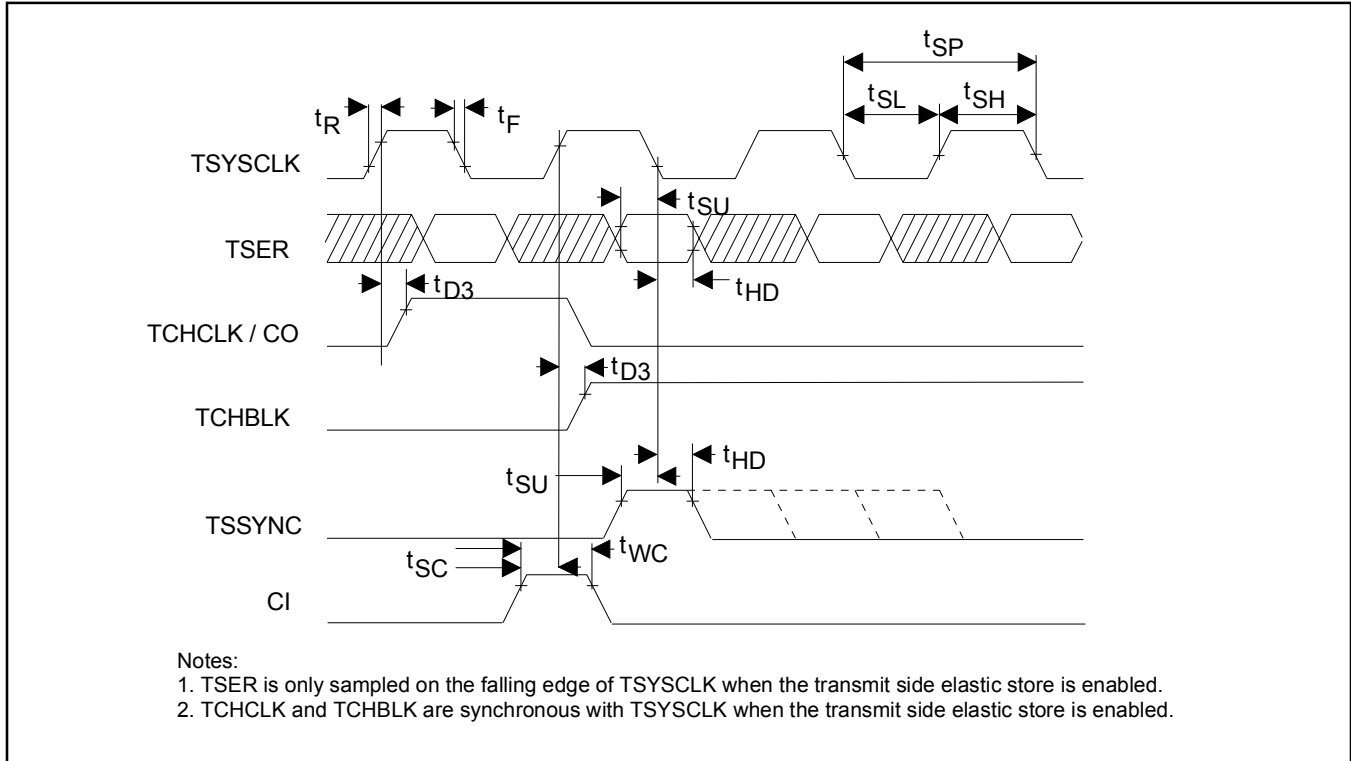 tSP
tSL tSH
tR tF
TSYSCLK
tSU
TSER
tHD
tD3
TCHCLK / CO
tD3
TCHBLK
tHD
tSU
TSSYNC
tWC
tSC
CI
Notes:
1. TSER is only sampled on the falling edge of TSYSCLK when the transmit side elastic store is enabled.
2. TCHCLK and TCHBLK are synchronous with TSYSCLK when the transmit side elastic store is enabled.